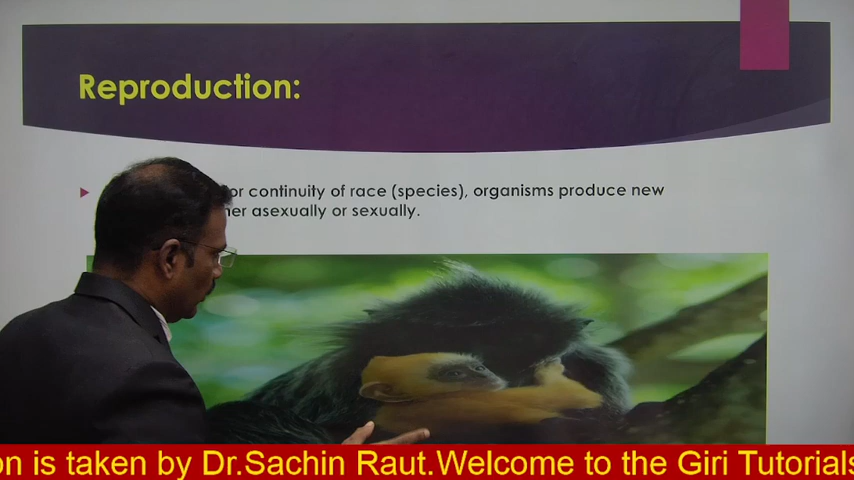 Reproduction:
or continuity of race (species), organisms produce new
her asexually or sexually.
on is taken by Dr.Sachin Raut.Welcome to the Giri Tutorials